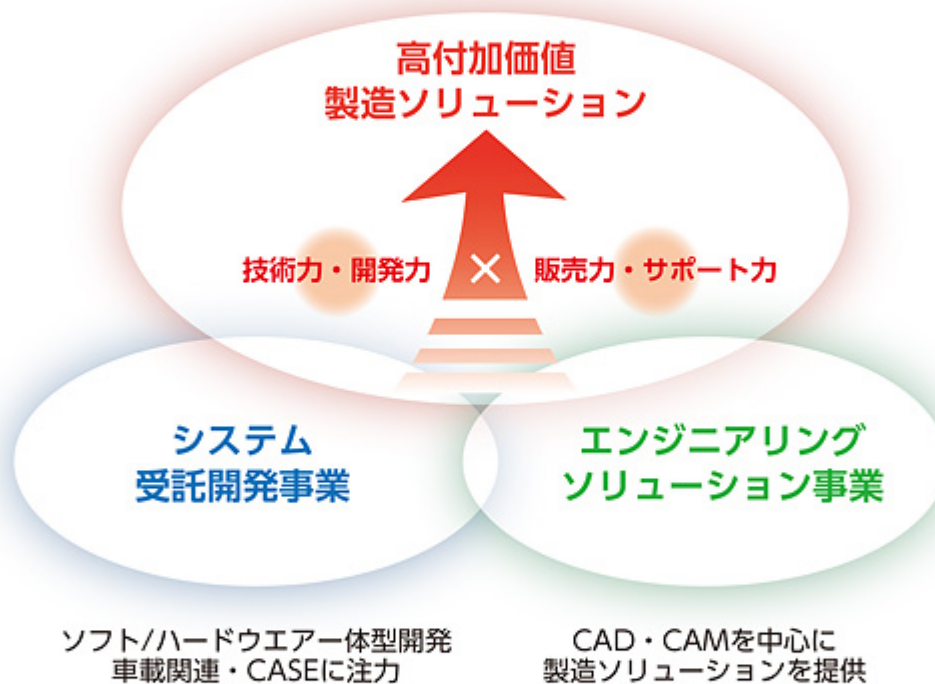 高付加価値
製造ソリューション
技術力・開発力 × 販売力・サポート力
システム
受託開発事業
エンジニアリング
ソリューション事業
ソフト/ハードウエアー体型開発
車載関連・CASEに注力
CAD・CAMを中心に
製造ソリューションを提供